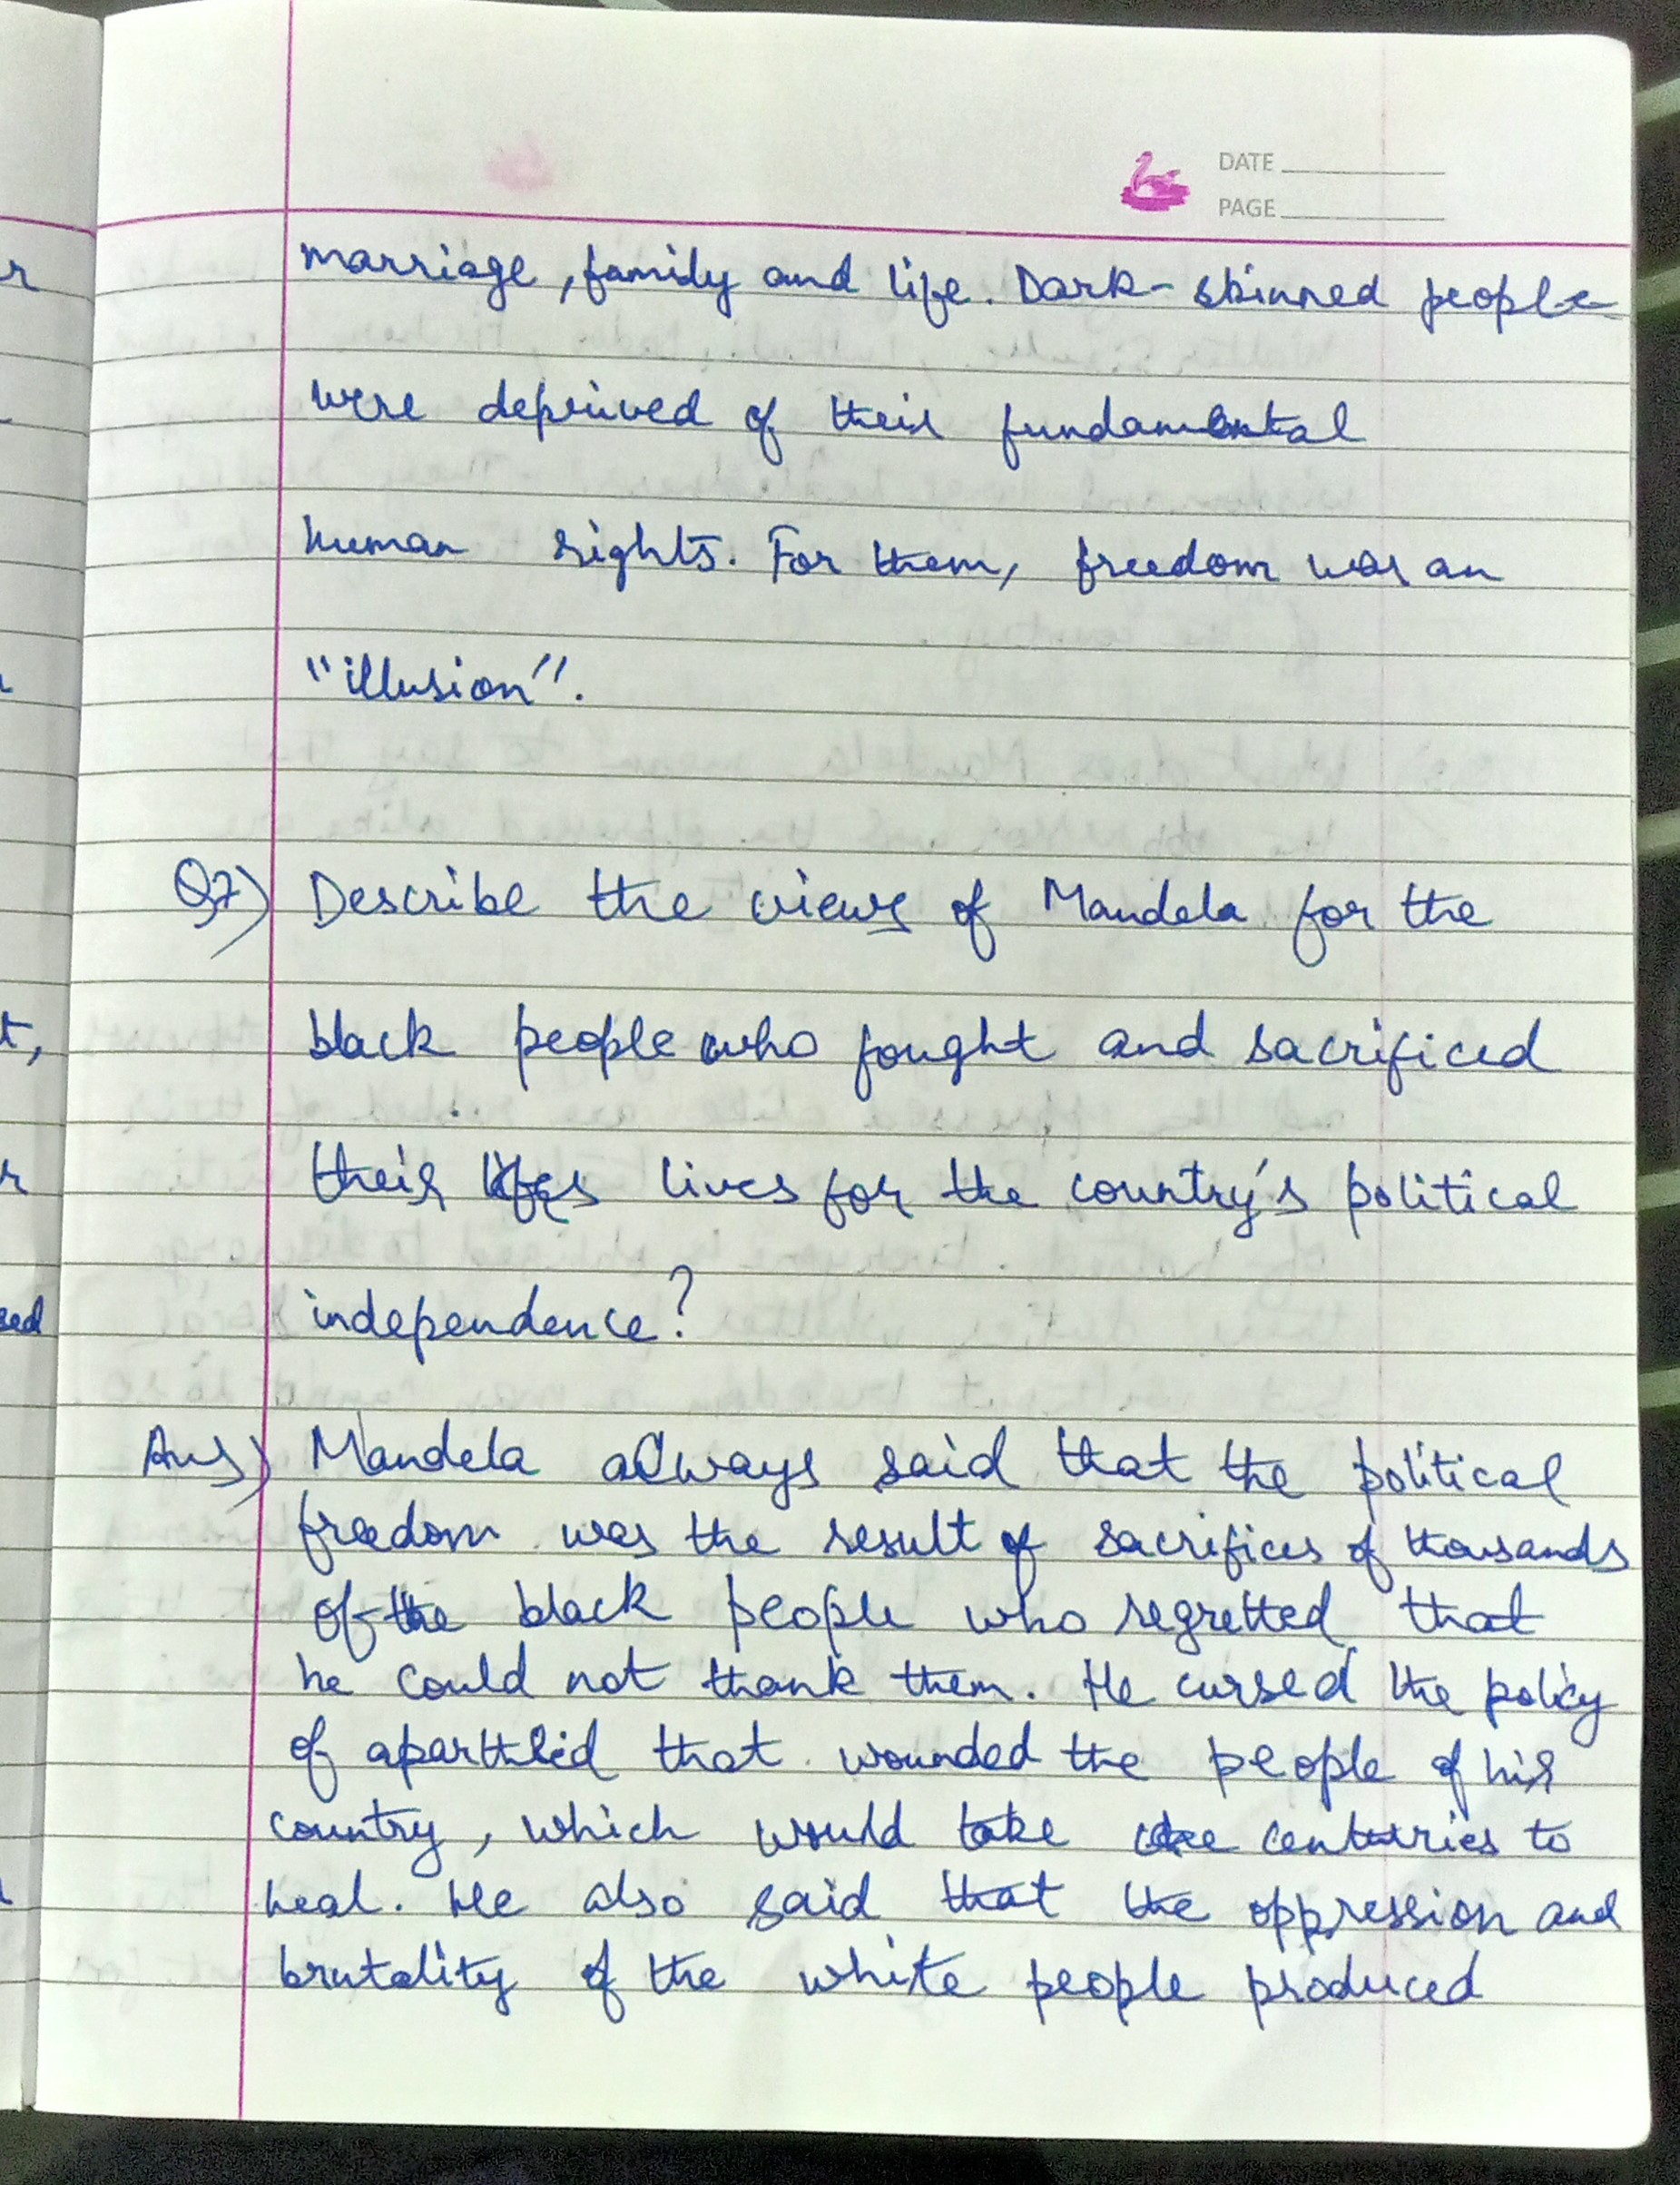 DATE
PAGE
marriage, family and life. Dark-skinned people
were deprived of their fundamental
human rights. For them, freedom was an
"illusion".
Q7) Describe the views of Mandela for the
black people who fought and sacrificed
their lives for the country's political
independence?
Ans) Mandela always said that the political
freedom was the result of sacrifices of thousands
of the black people who regretted that
he could not thank them. He cursed the policy
of aparthied that wounded the people of his
country, which would take centuries to
heal. He also said that the oppression and
brutality of the white people produced
r
t,
r
sed